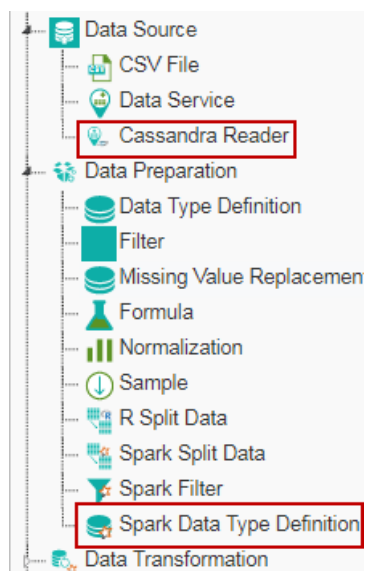 Data Source
CSV File
Data Service
Cassandra Reader
Data Preparation
Data Type Definition
Filter
Missing Value Replacemen
Formula
Normalization
Sample
R Split Data
Spark Split Data
Spark Filter
Spark Data Type Definition
Data Transformation